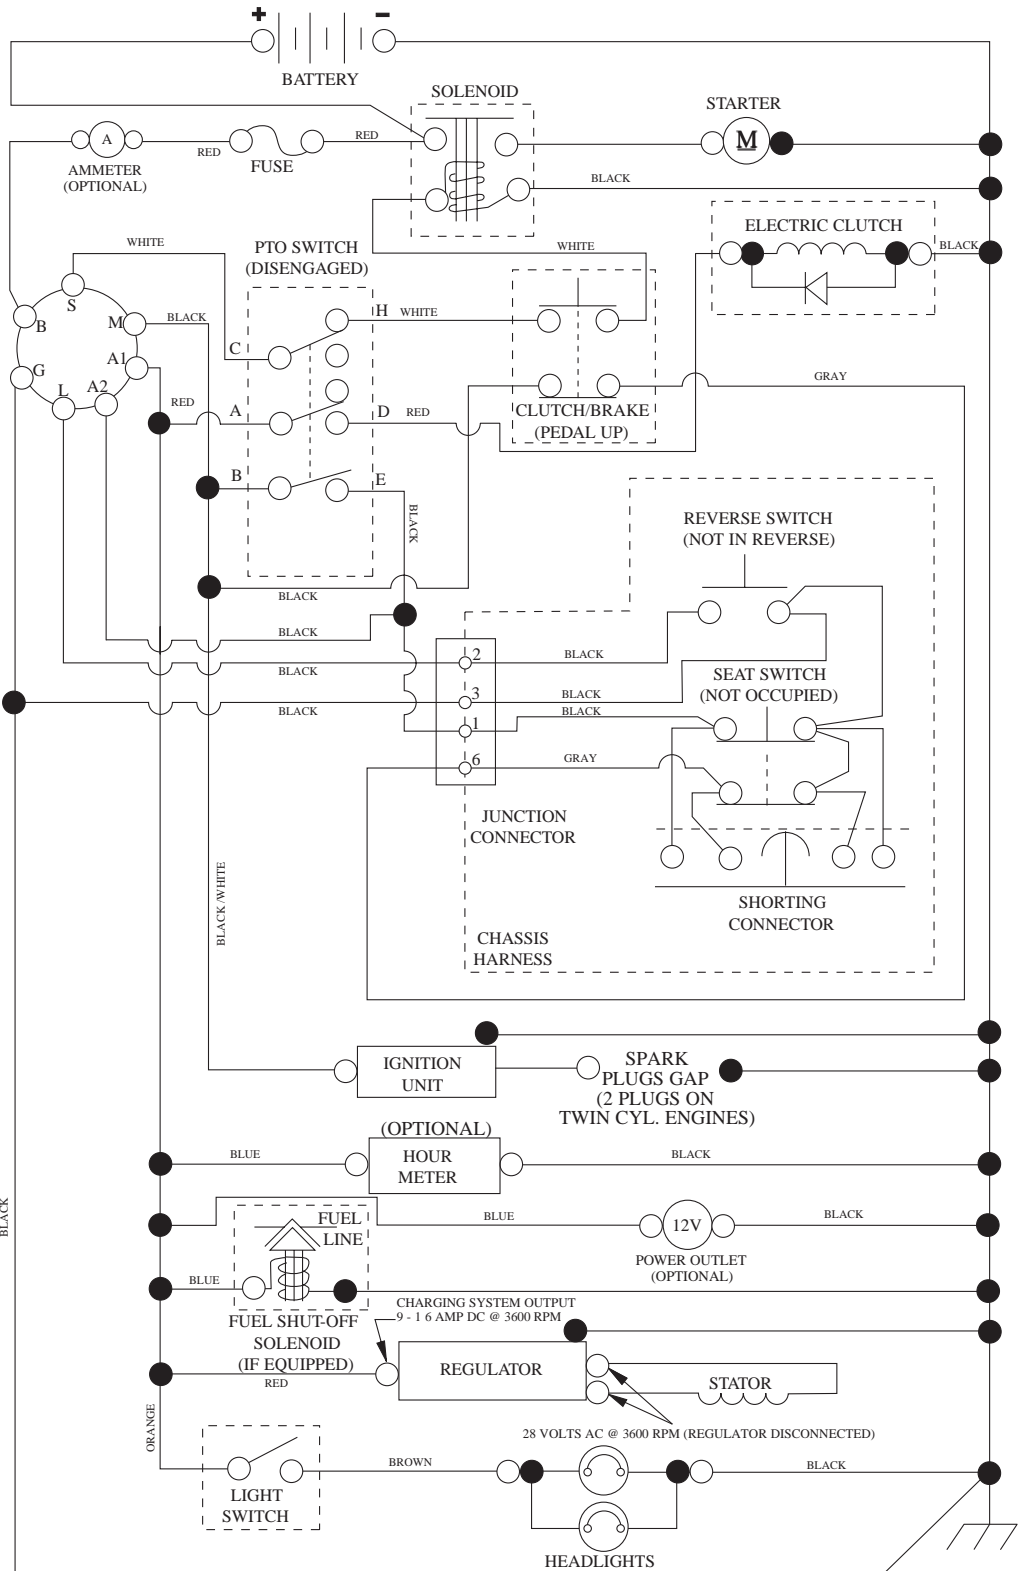 + −
BATTERY
SOLENOID
STARTER
A
M
RED
RED
FUSE
AMMETER
(OPTIONAL)
BLACK
ELECTRIC CLUTCH
BLACK
WHITE
PTO SWITCH
(DISENGAGED)
WHITE
S
B
M
BLACK
H
WHITE
C
A1
G
L
A2
RED
A
D
RED
GRAY
CLUTCH/BRAKE
(PEDAL UP)
B
E
BLACK
REVERSE SWITCH
(NOT IN REVERSE)
BLACK
BLACK
2
BLACK
BLACK
SEAT SWITCH
(NOT OCCUPIED)
3
BLACK
BLACK
BLACK
1
6
GRAY
JUNCTION
CONNECTOR
BLACK /WHITE
SHORTING
CONNECTOR
CHASSIS
HARNESS
IGNITION
UNIT
SPARK
PLUGS GAP
(2 PLUGS ON
TWIN CYL. ENGINES)
(OPTIONAL)
HOUR
METER
BLUE
BLACK
BLACK
FUEL
LINE
BLUE
12V
BLACK
POWER OUTLET
(OPTIONAL)
BLUE
CHARGING SYSTEM OUTPUT
9 - 1 6 AMP DC @ 3600 RPM
FUEL SHUT-OFF
SOLENOID
(IF EQUIPPED)
RED
REGULATOR
STATOR
28 VOLTS AC @ 3600 RPM (REGULATOR DISCONNECTED)
ORANGE
BROWN
BLACK
LIGHT
SWITCH
HEADLIGHTS